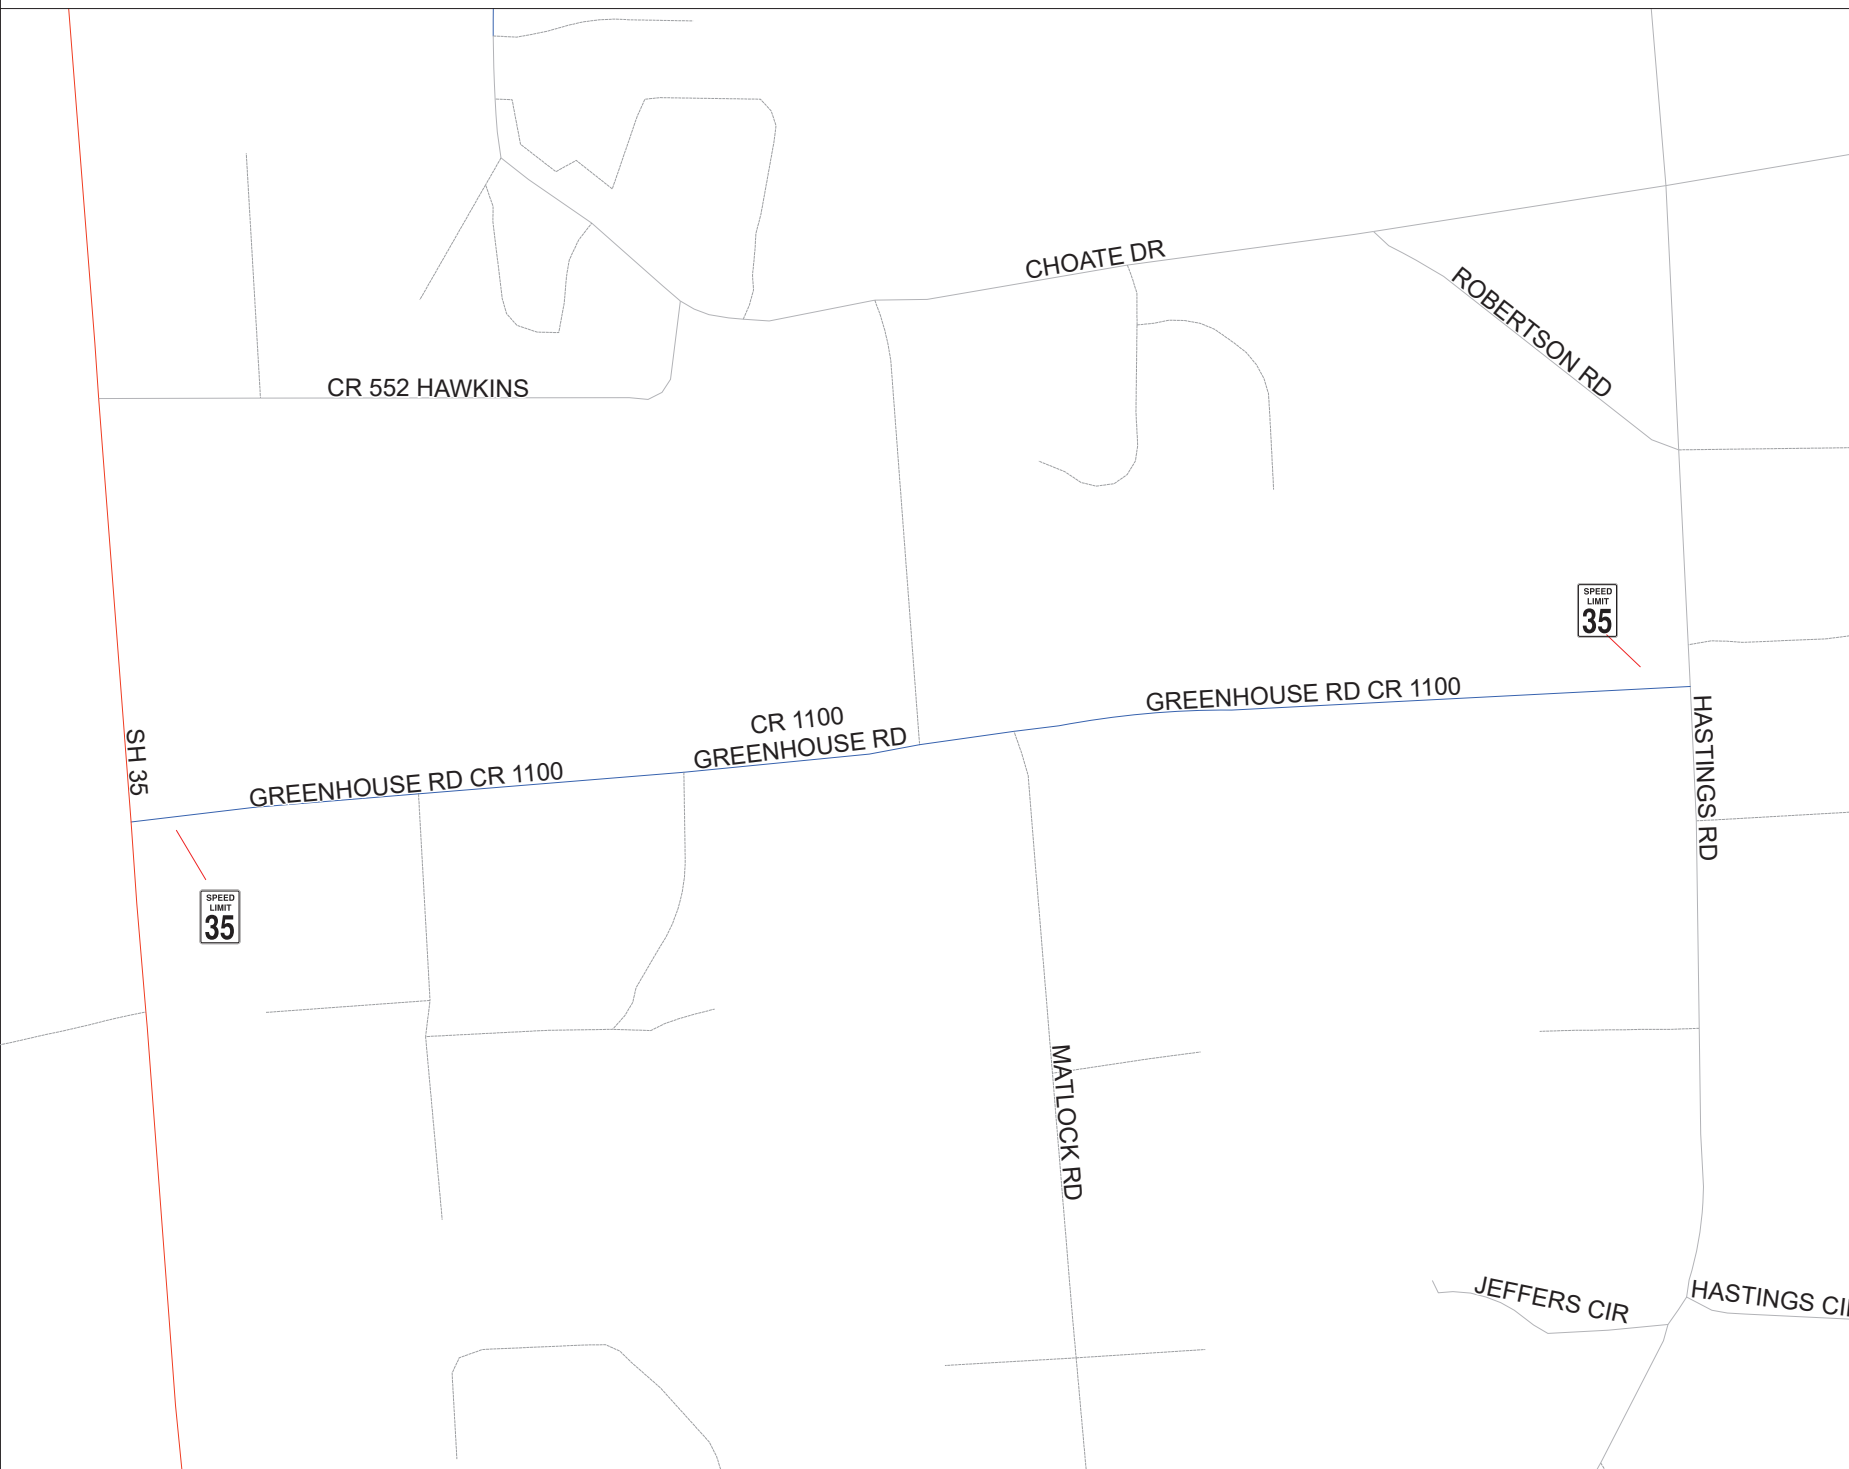 CHOATE DR
ROBERTSON RD
CR 552 HAWKINS
SPEED
LIMIT
35
GREENHOUSE RD CR 1100
CR 1100
GREENHOUSE RD
SH 35
GREENHOUSE RD CR 1100
HASTINGS RD
SPEED
LIMIT
35
MATLOCK RD
JEFFERS CIR
HASTINGS CI